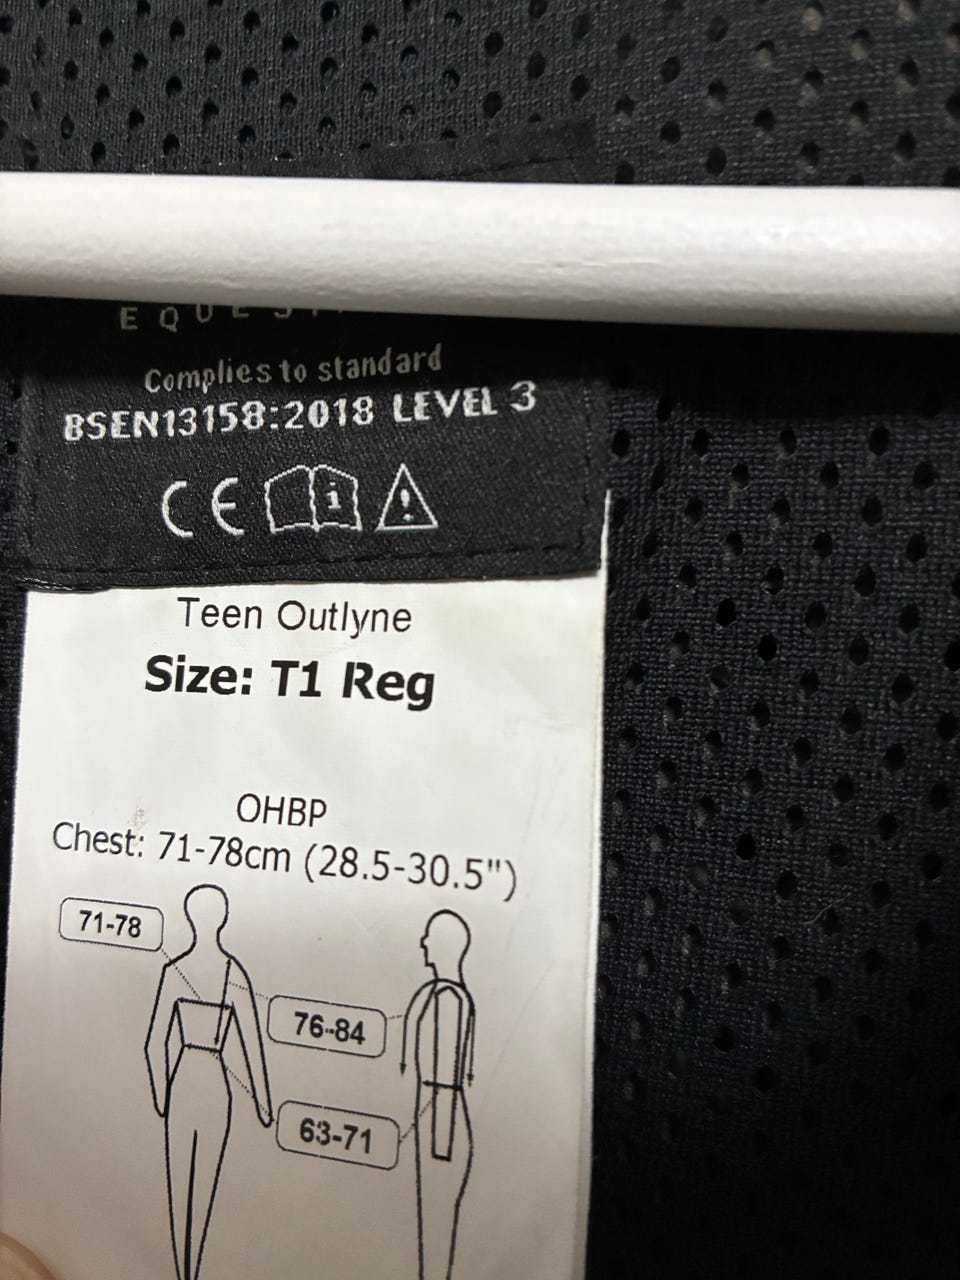 Complies to standard
BSEN13158:2018 LEVEL 3
CE
Teen Outlyne
Size: T1 Reg
OHBP
Chest: 71-78cm (28.5-30.5")
71-78
76-84
63-71